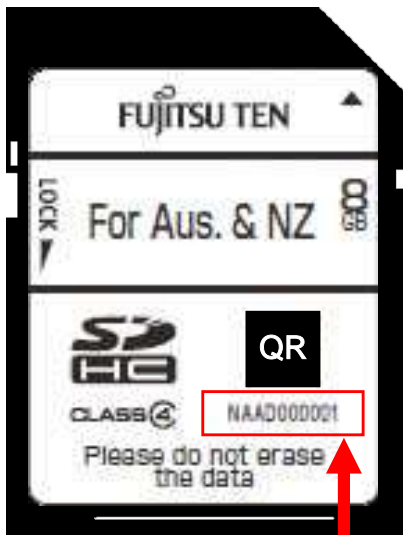 FUJITSU TEN
LOCK
For Aus. & NZ
8
GB
SD
HC
QR
CLASS 4
NAAD000001
Please do not erase
the data